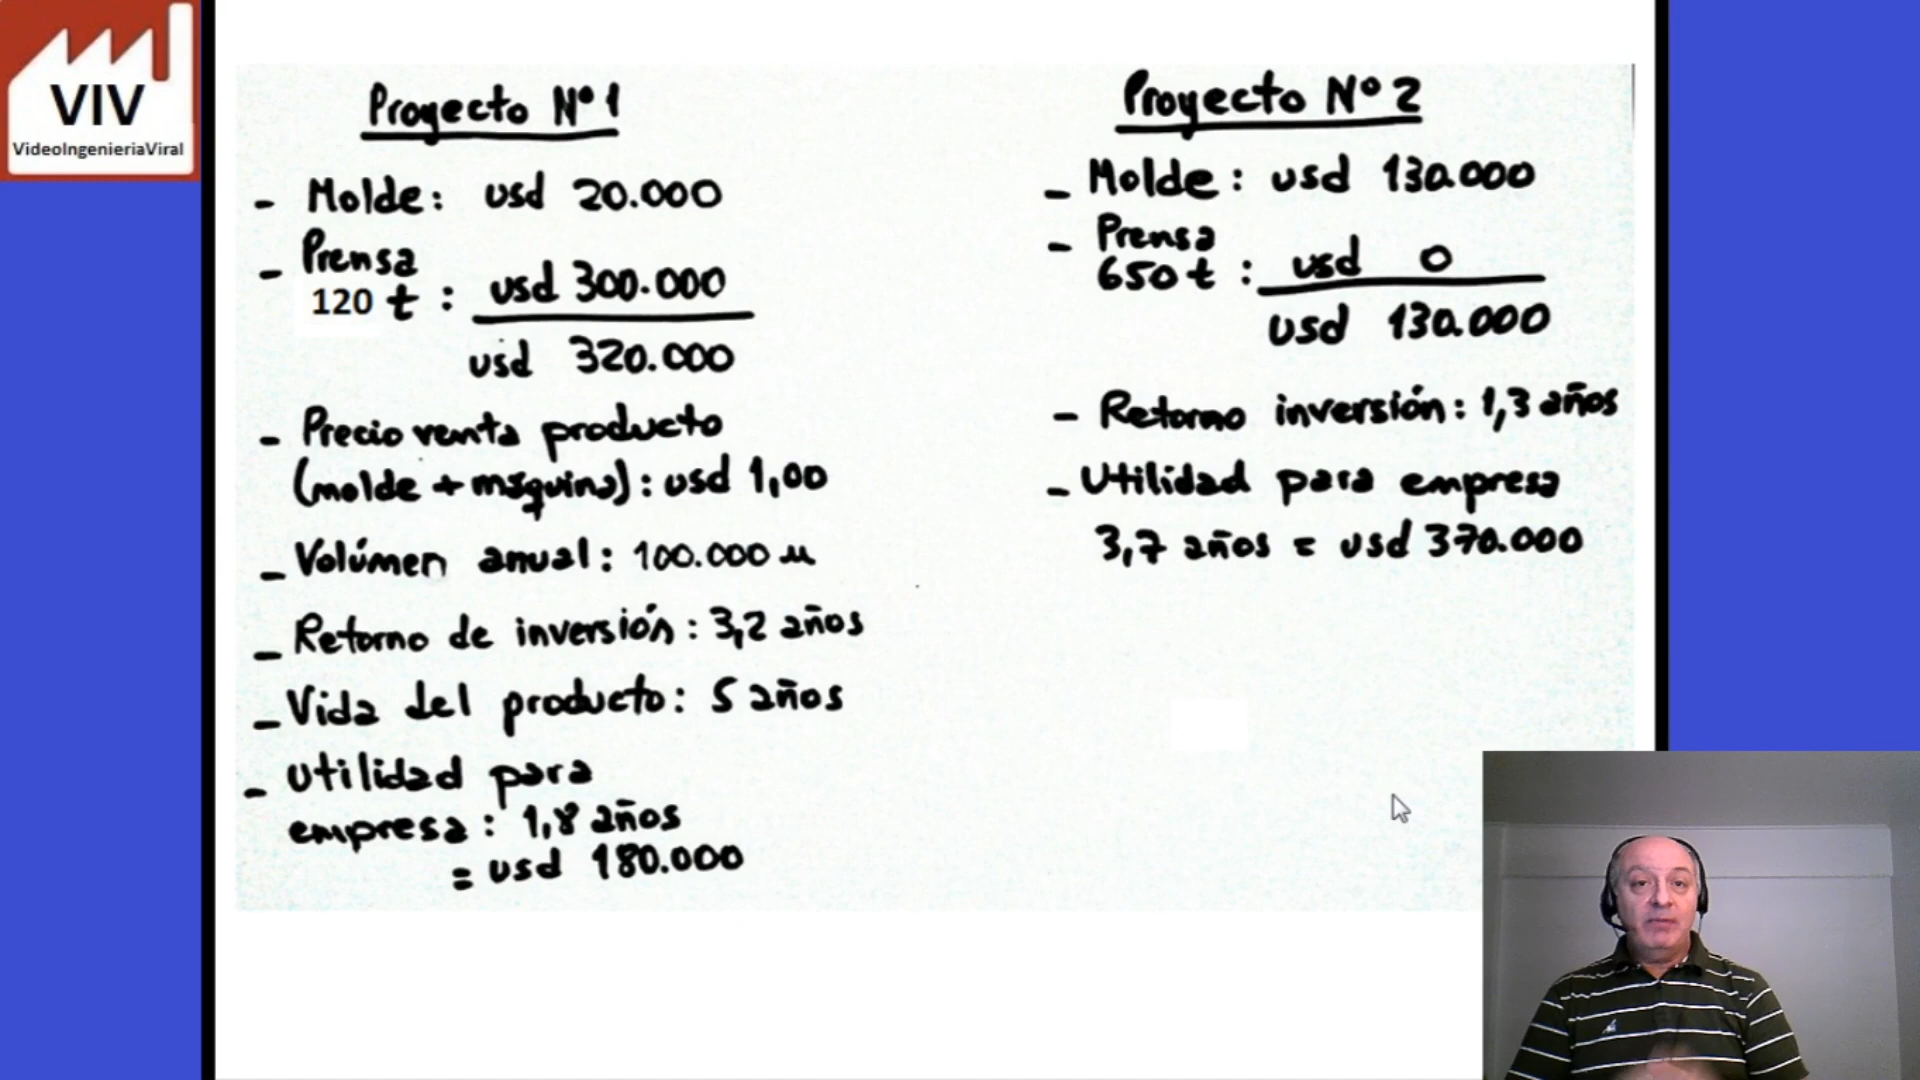 VIV
VideoIngenieriaViral
Proyecto Nº 1
- Molde: usd 20.000
- Prensa
120 t : usd 300.000
usd 320.000
- Precio venta producto
(molde + máquina): usd 1,00
- Volúmen anual: 100.000 u
- Retorno de inversión: 3,2 años
- Vida del producto: 5 años
- Utilidad para
empresa: 1,8 años
= usd 180.000
Proyecto Nº 2
- Molde: usd 130.000
- Prensa
650 t : usd 0
usd 130.000
- Retorno inversión: 1,3 años
- Utilidad para empresa
3,7 años = usd 370.000